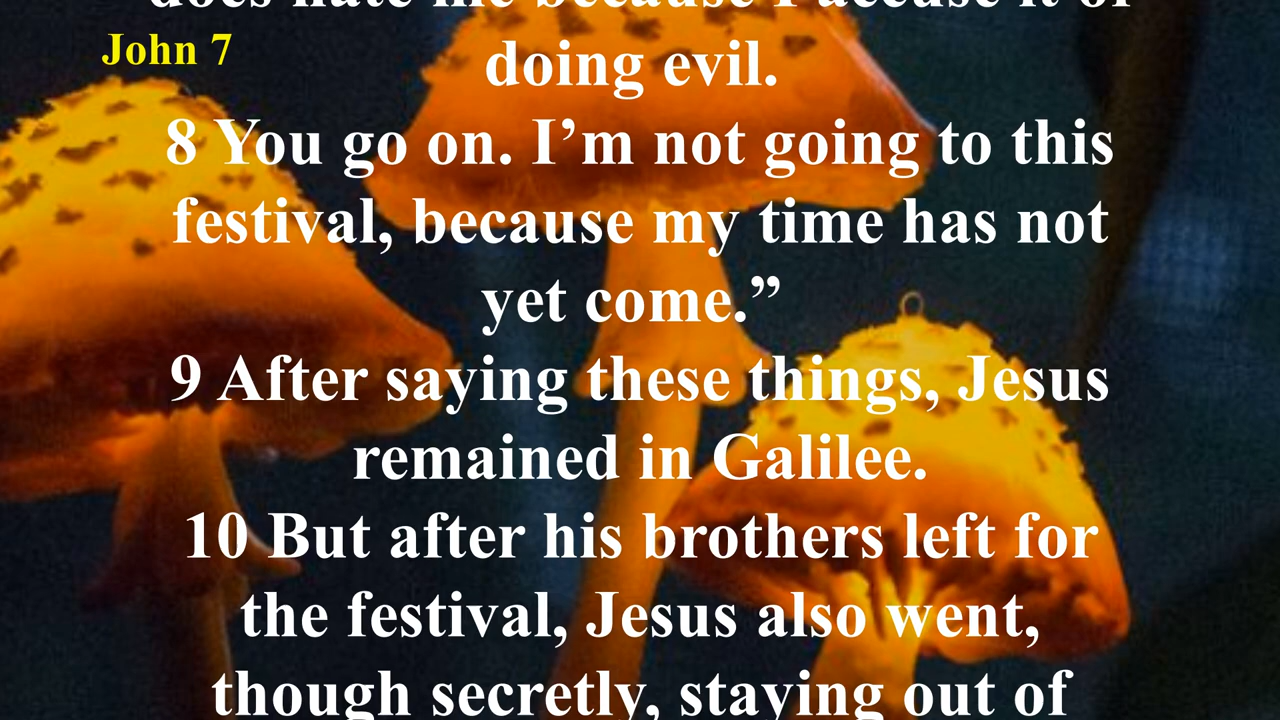 does hate me because I accuse it of
John 7
doing evil.
8 You go on. I’m not going to this
festival, because my time has not
yet come.”
9 After saying these things, Jesus
remained in Galilee.
10 But after his brothers left for
the festival, Jesus also went,
though secretly, staying out of